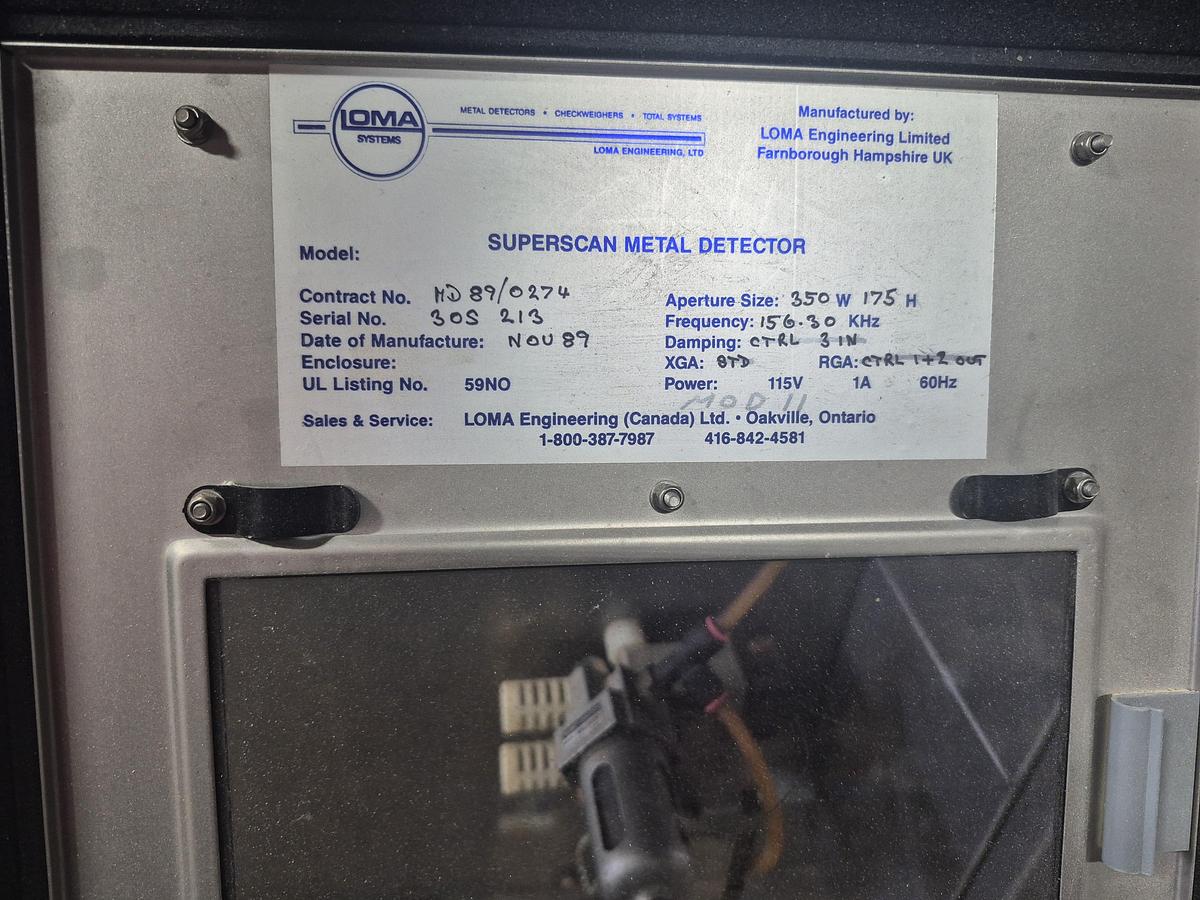 LOMA
SYSTEMS
METAL DETECTORS • CHECKWEIGHERS • TOTAL SYSTEMS
LOMA ENGINEERING, LTD
Manufactured by:
LOMA Engineering Limited
Farnborough Hampshire UK
Model: SUPERSCAN METAL DETECTOR
Contract No. MD 89/0274
Serial No. 30S 213
Date of Manufacture: NOV 89
Enclosure:
UL Listing No. 59NO
Aperture Size: 350 W 175 H
Frequency: 156.30 KHz
Damping: CTRL 3 IN
XGA: STD RGA: CTRL 1+2 OUT
Power: 115V 1A 60Hz
MOD 11
Sales & Service: LOMA Engineering (Canada) Ltd. • Oakville, Ontario
1-800-387-7987 416-842-4581